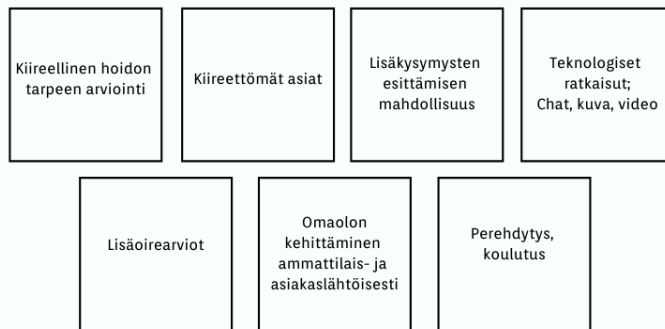 Kiireellinen hoidon
tarpeen arviointi
Kiireettömät asiat
Lisäkysymysten
esittämisen
mahdollisuus
Teknologiset
ratkaisut;
Chat, kuva, video
Lisäoirearviot
Omaolon
kehittäminen
ammattilais- ja
asiakaslähtöisesti
Perehdytys,
koulutus